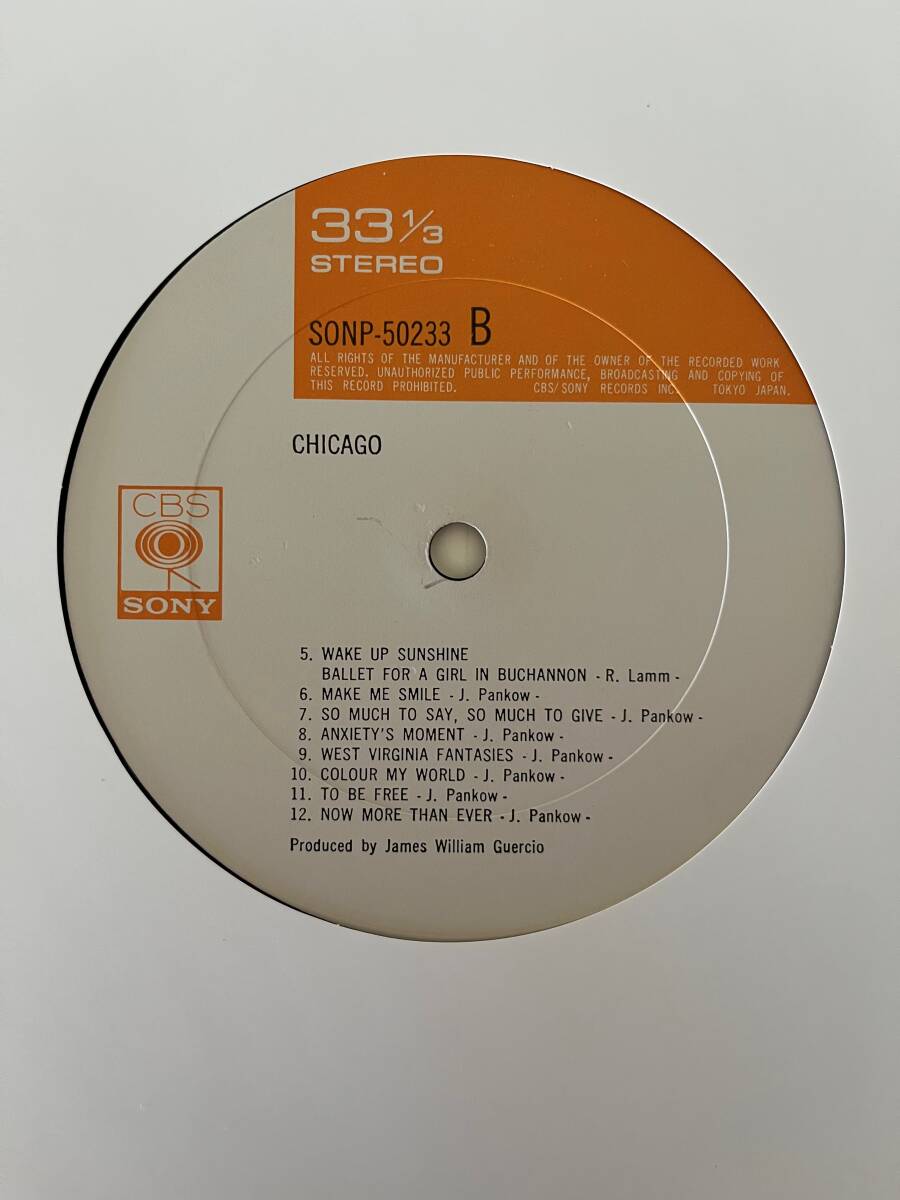 33 1/3
STEREO
SONP-50233 B
ALL RIGHTS OF THE MANUFACTURER AND OF THE OWNER OF THE RECORDED WORK
RESERVED. UNAUTHORIZED PUBLIC PERFORMANCE, BROADCASTING AND COPYING OF
THIS RECORD PROHIBITED. CBS/SONY RECORDS INC. TOKYO JAPAN.
CHICAGO
CBS
SONY
5. WAKE UP SUNSHINE
BALLET FOR A GIRL IN BUCHANNON - R. Lamm -
6. MAKE ME SMILE - J. Pankow -
7. SO MUCH TO SAY, SO MUCH TO GIVE - J. Pankow -
8. ANXIETY'S MOMENT - J. Pankow -
9. WEST VIRGINIA FANTASIES - J. Pankow -
10. COLOUR MY WORLD - J. Pankow -
11. TO BE FREE - J. Pankow -
12. NOW MORE THAN EVER - J. Pankow -
Produced by James William Guercio